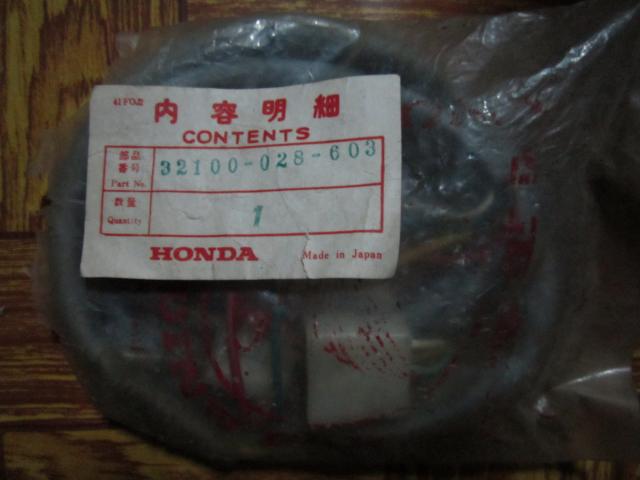 内容明細
CONTENTS
部品
番号
Part No.
32100-028-603
数量
Quantity
1
HONDA
Made in Japan